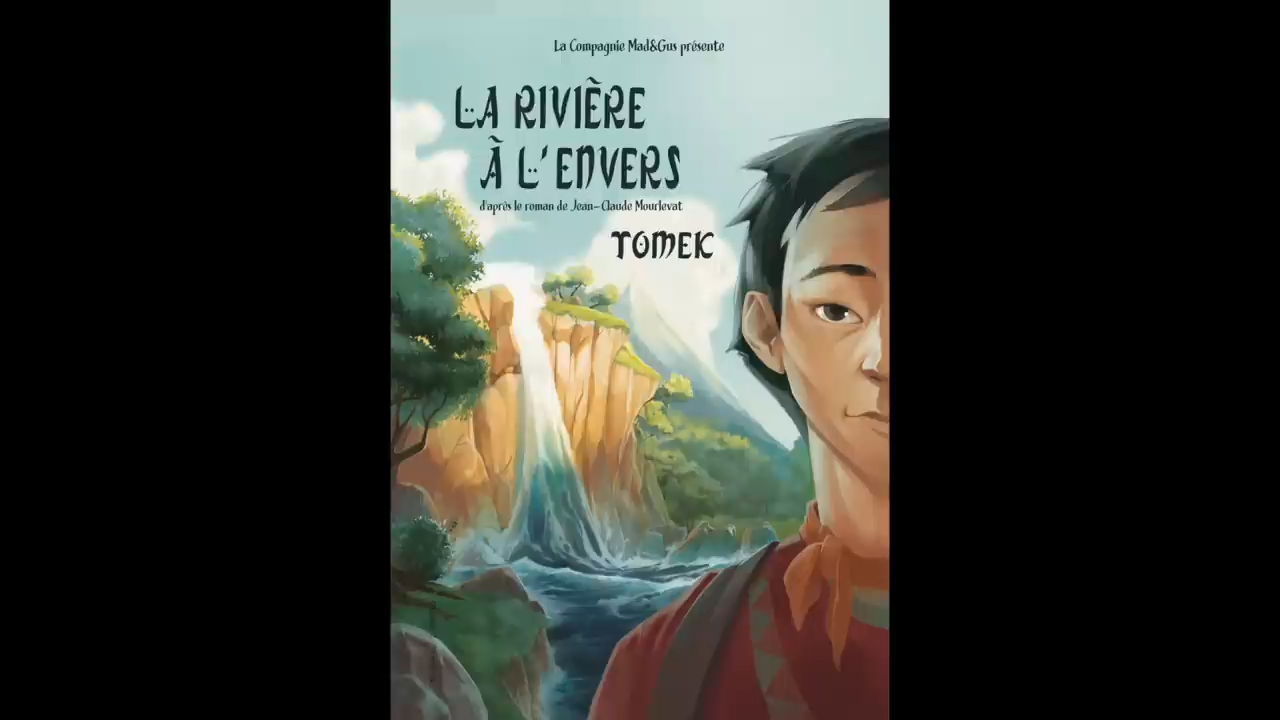 La Compagnie Mad&Gus présente
LA RIVIÈRE
À L'ENVERS
d'après le roman de Jean-Claude Mourlevat
TOMEK